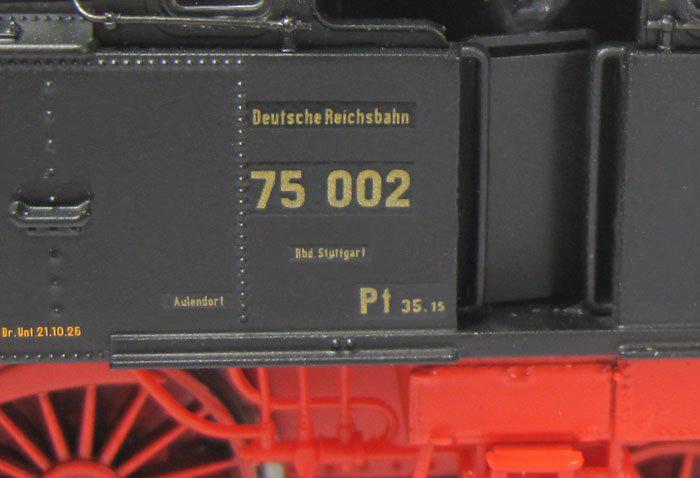 Deutsche Reichsbahn
75 002
Rbd. Stuttgart
Aulendorf
Pt 35.15
Br. Unt. 21.10.26